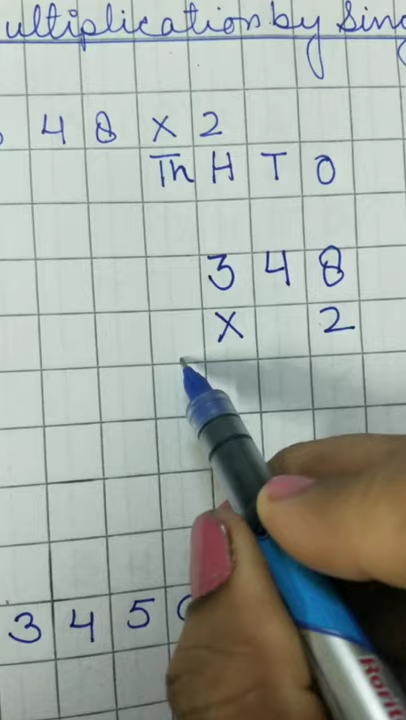 ultiplication by Sing
4 8 × 2
Th H T O
3 4 8
× 2
3 4 5